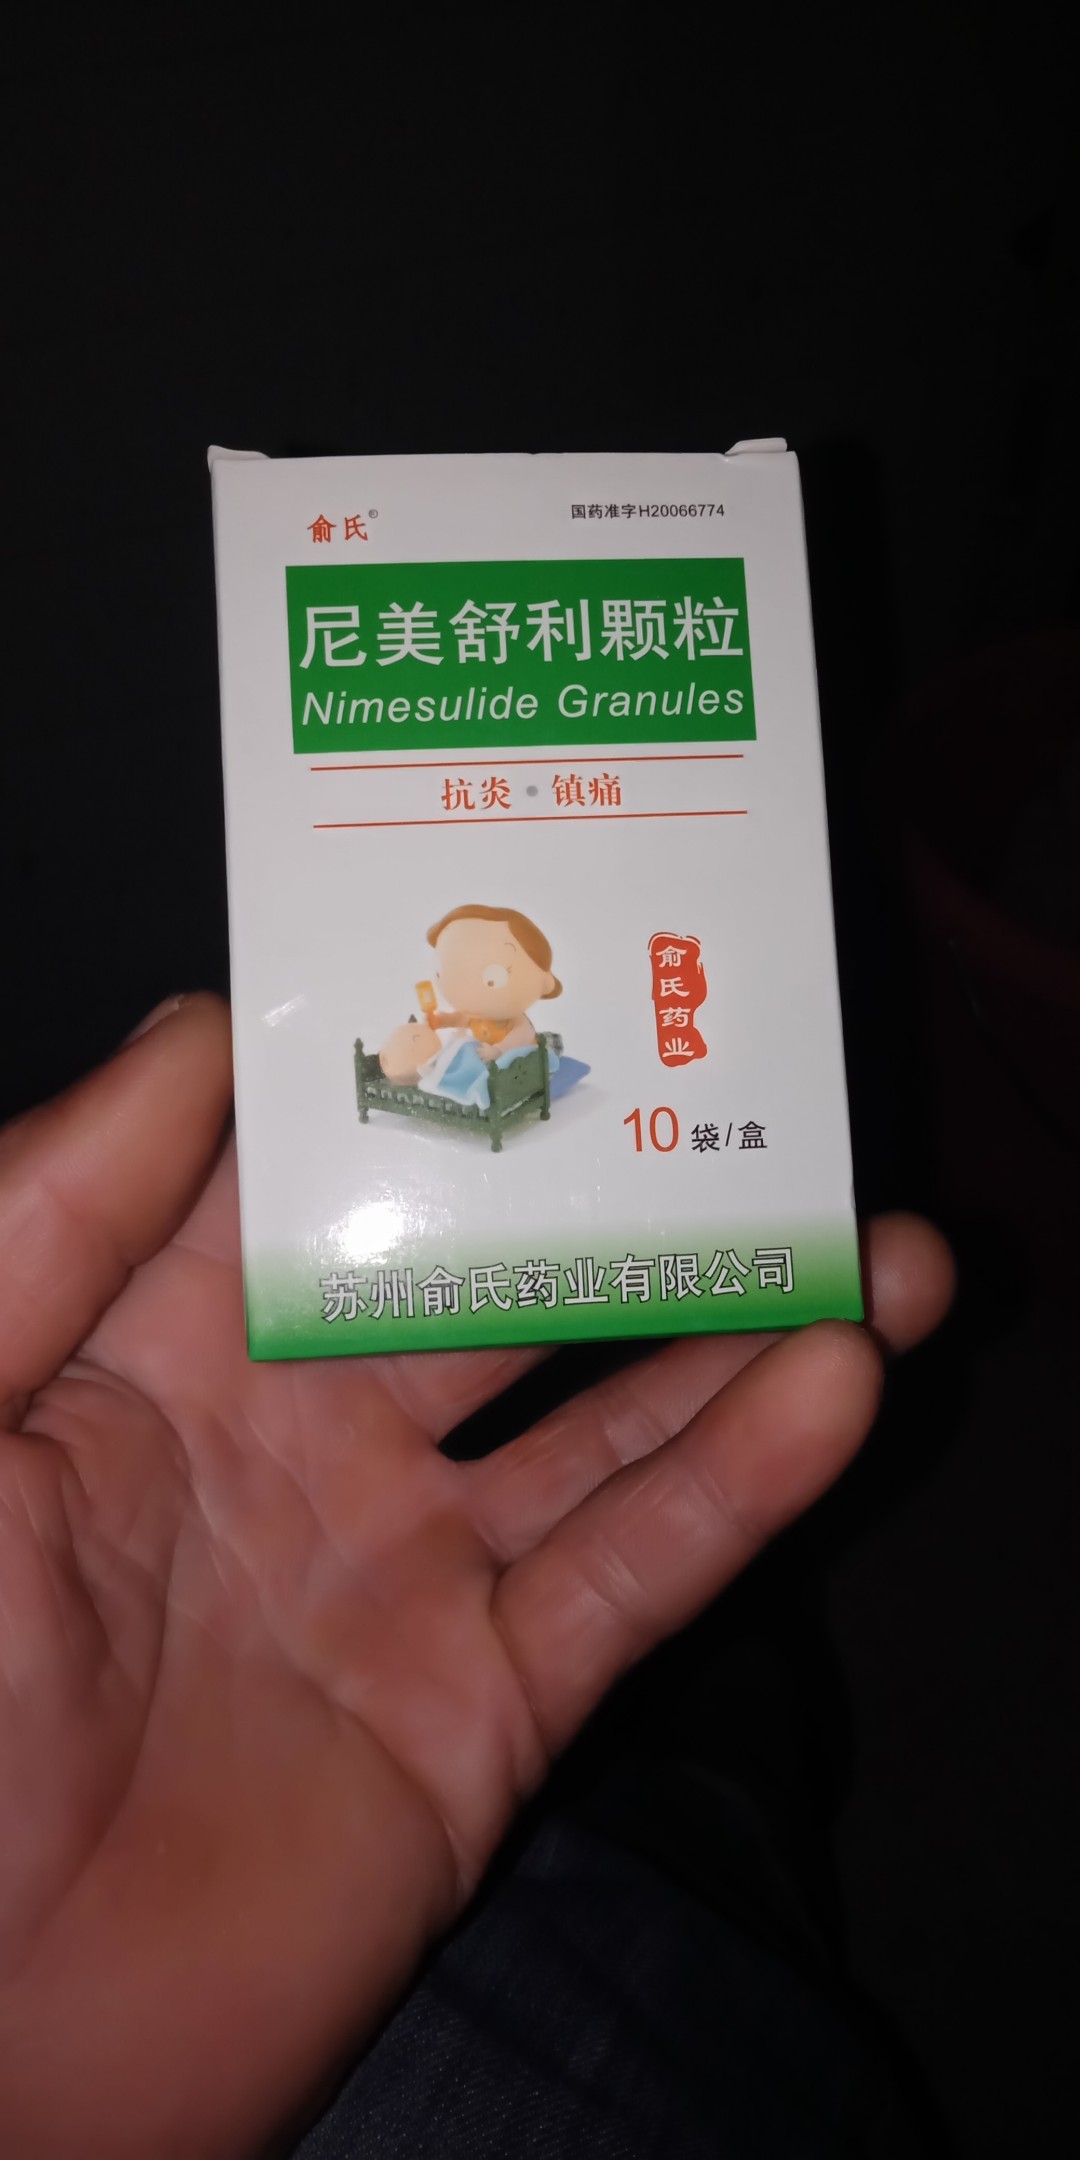 俞氏®
国药准字H20066774
尼美舒利颗粒
Nimesulide Granules
抗炎•镇痛
俞氏药业
10袋/盒
苏州俞氏药业有限公司